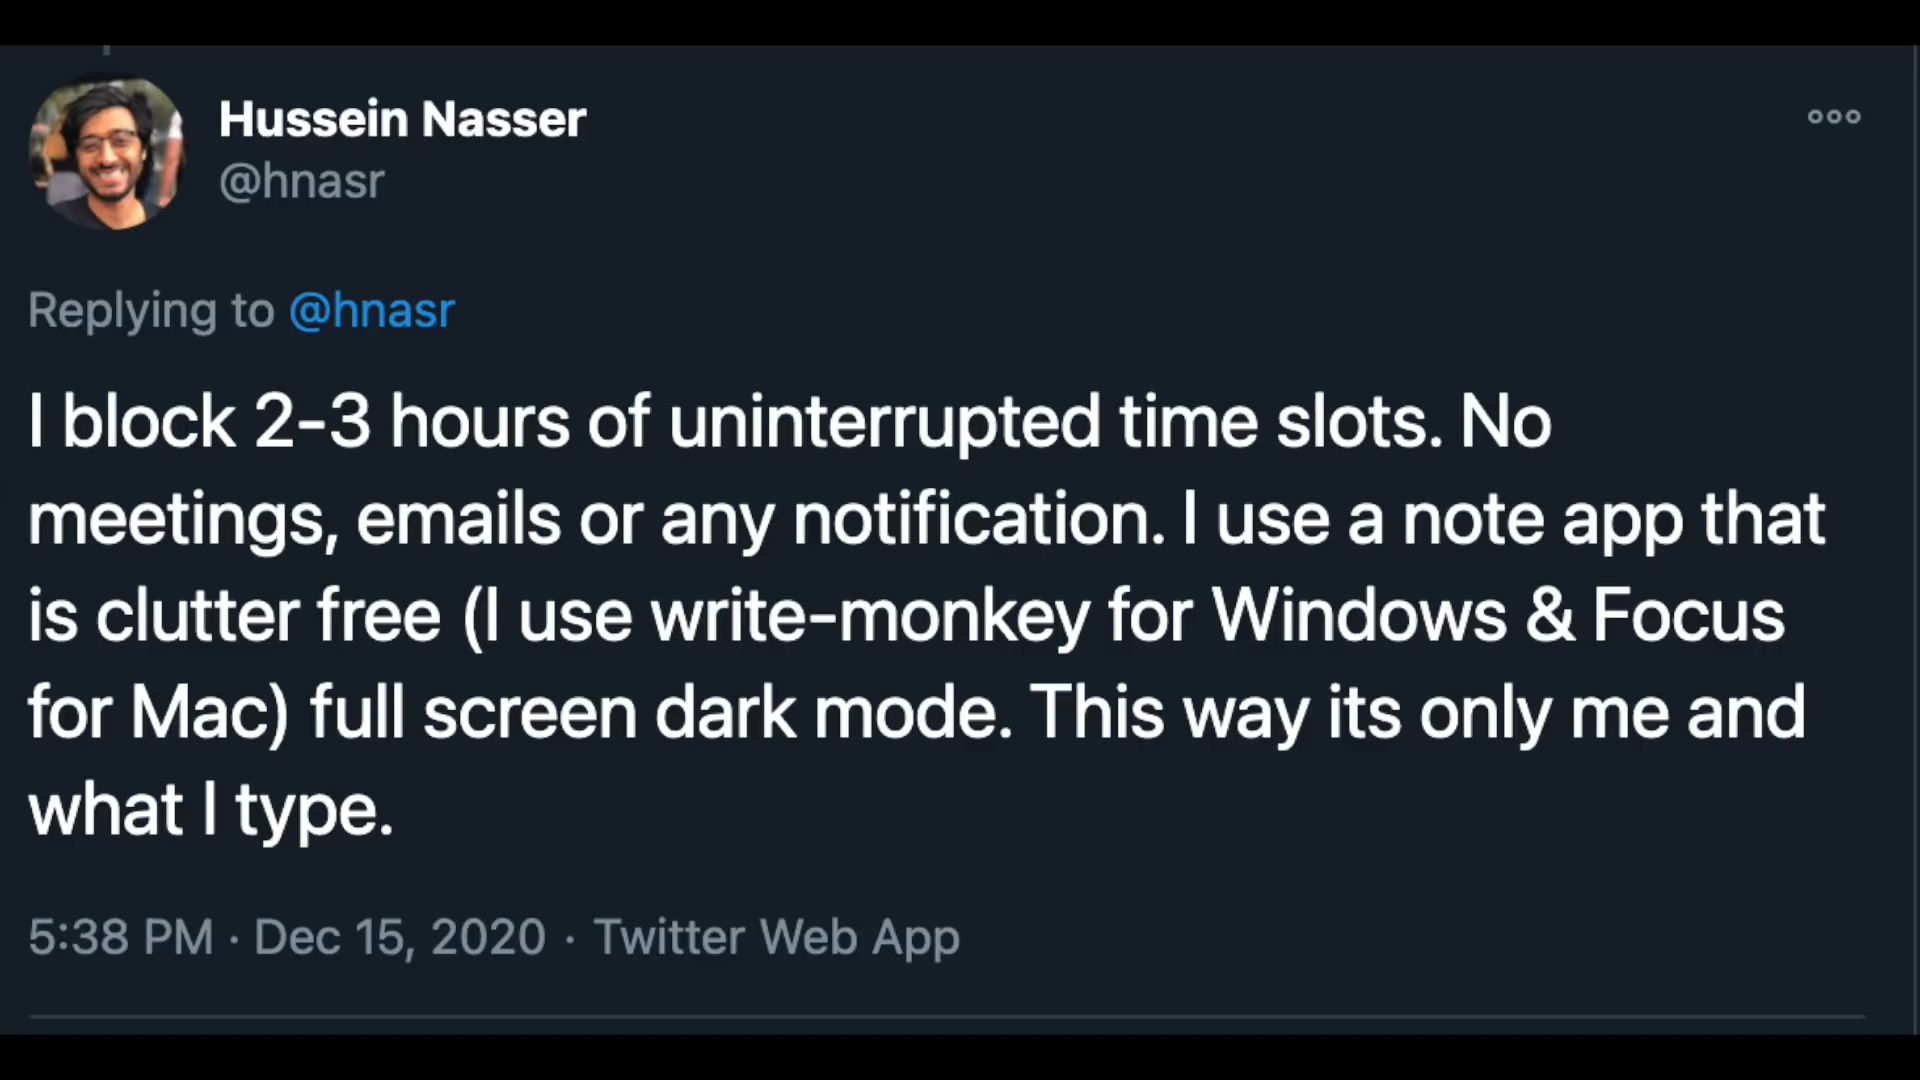 Hussein Nasser
@hnasr
Replying to @hnasr
I block 2-3 hours of uninterrupted time slots. No
meetings, emails or any notification. I use a note app that
is clutter free (I use write-monkey for Windows & Focus
for Mac) full screen dark mode. This way its only me and
what I type.
5:38 PM · Dec 15, 2020 · Twitter Web App